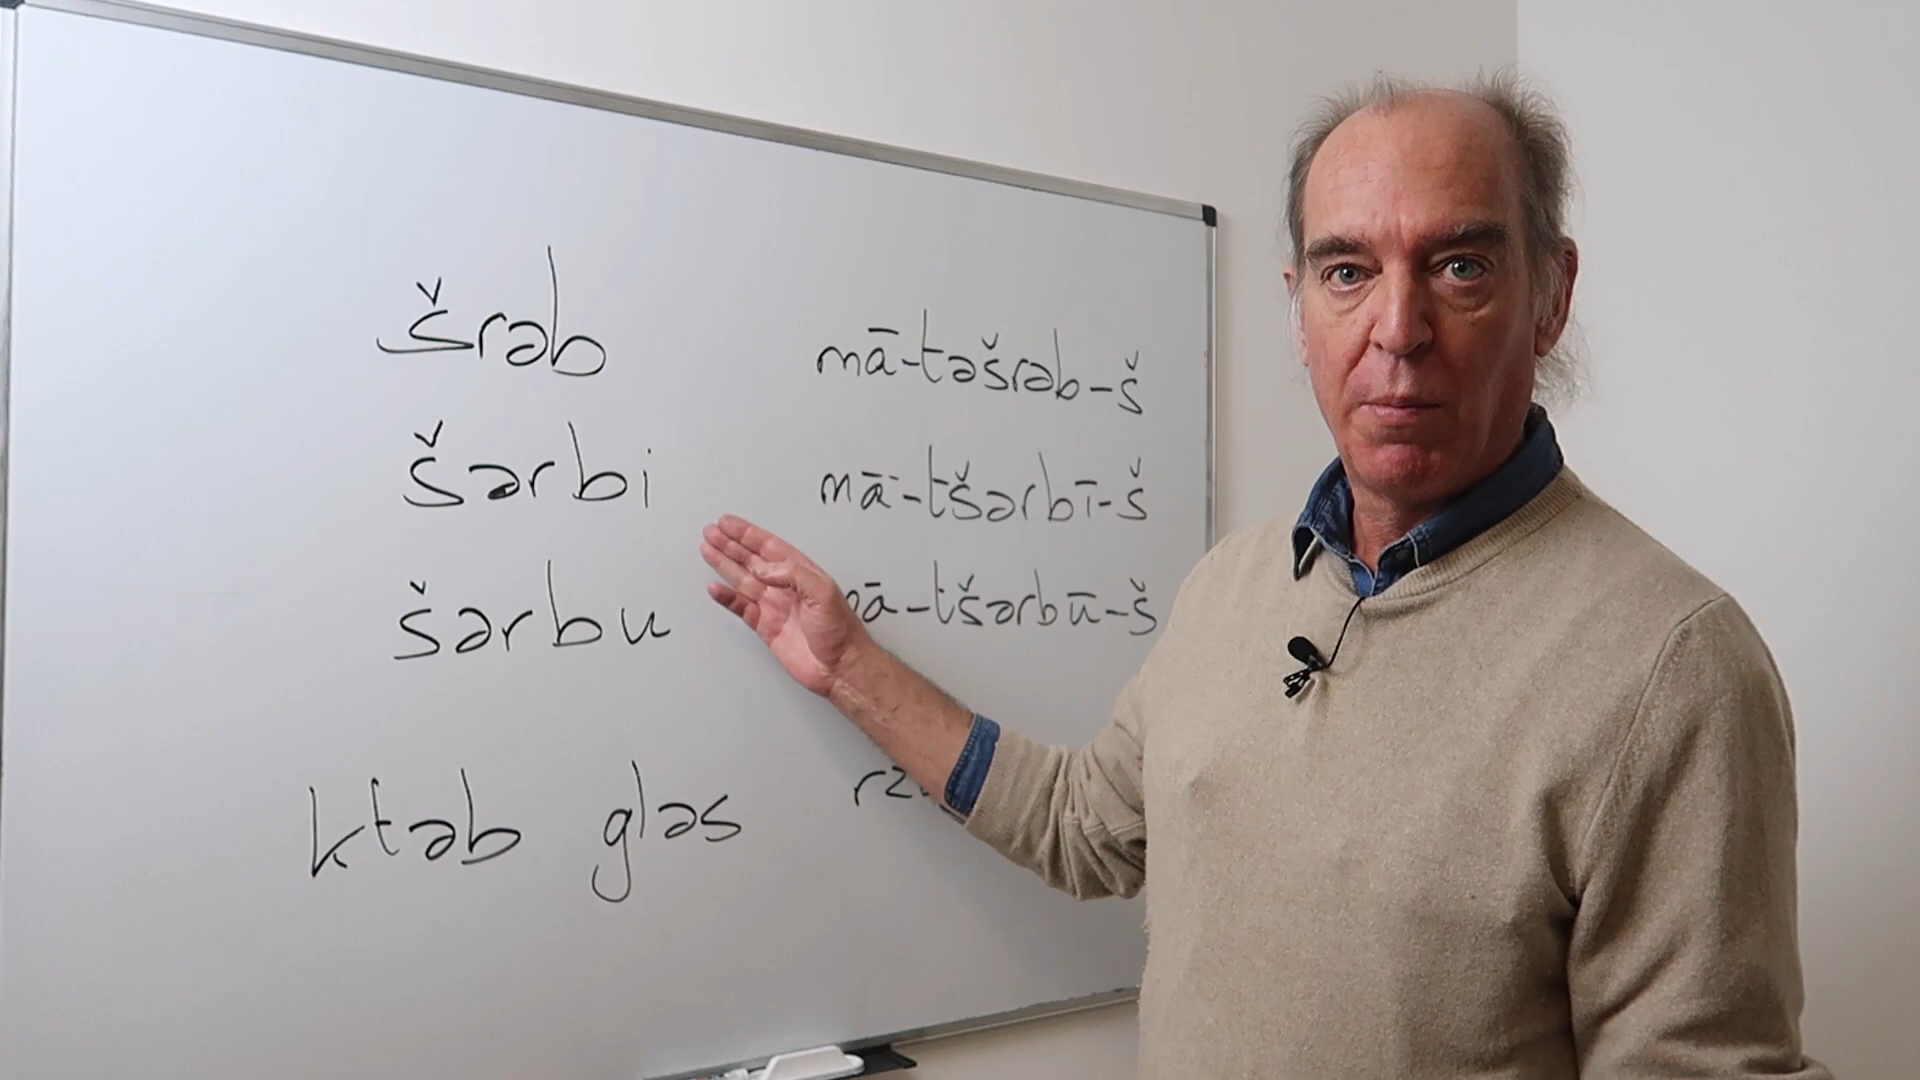 šrəb mā-təšrəb-š
šərbi mā-tšərbī-š
šərbu mā-tšərbū-š
ktəb gləs